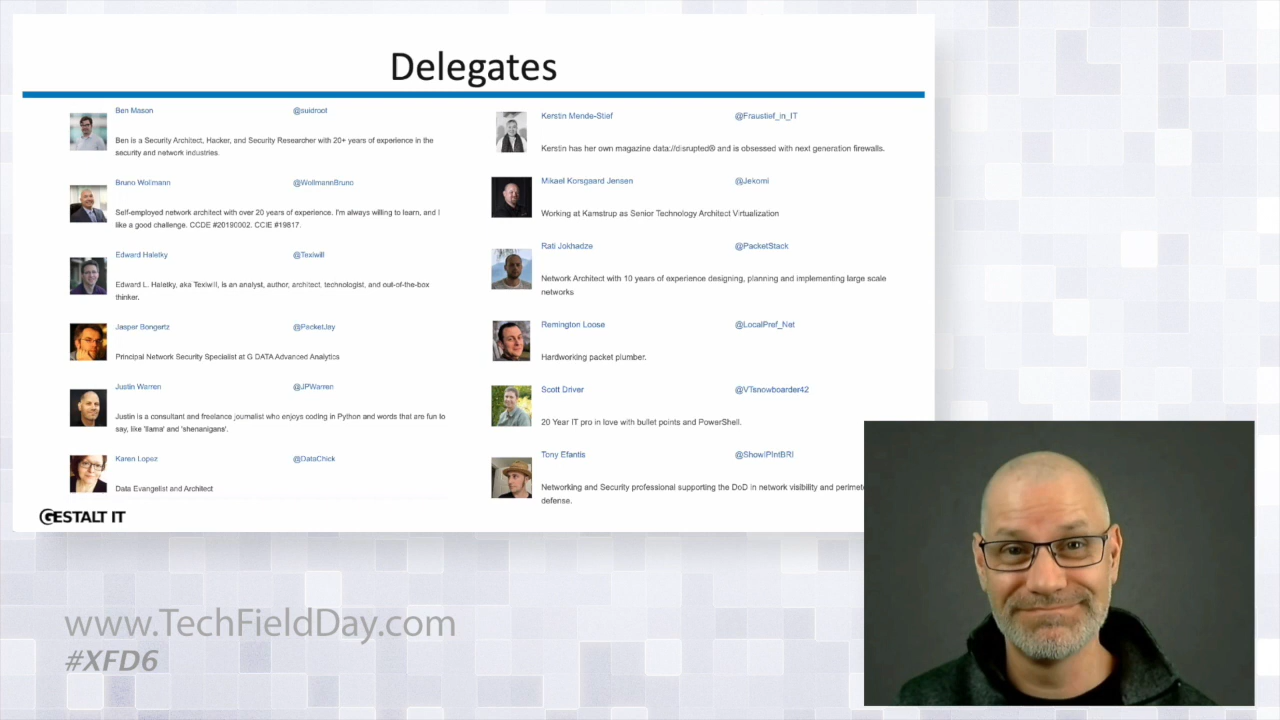 Delegates
Ben Mason @suidroot
Ben is a Security Architect, Hacker, and Security Researcher with 20+ years of experience in the
security and network industries.
Bruno Wollmann @WollmannBruno
Self-employed network architect with over 20 years of experience. I'm always willing to learn, and I
like a good challenge. CCDE #20190002. CCIE #19817.
Edward Haletky @Texiwill
Edward L. Haletky, aka Texiwill, is an analyst, author, architect, technologist, and out-of-the-box
thinker.
Jasper Bongertz @PacketJay
Principal Network Security Specialist at G DATA Advanced Analytics
Justin Warren @JPWarren
Justin is a consultant and freelance journalist who enjoys coding in Python and words that are fun to
say, like 'llama' and 'shenanigans'.
Karen Lopez @DataChick
Data Evangelist and Architect
Kerstin Mende-Stief @Fraustief_in_IT
Kerstin has her own magazine data://disrupted® and is obsessed with next generation firewalls.
Mikael Korsgaard Jensen @Jekomi
Working at Kamstrup as Senior Technology Architect Virtualization
Rati Jokhadze @PacketStack
Network Architect with 10 years of experience designing, planning and implementing large scale
networks
Remington Loose @LocalPref_Net
Hardworking packet plumber.
Scott Driver @VTsnowboarder42
20 Year IT pro in love with bullet points and PowerShell.
Tony Efantis @ShowIPIntBRI
Networking and Security professional supporting the DoD in network visibility and perimete
defense.
GESTALT IT
www.TechFieldDay.com
#XFD6